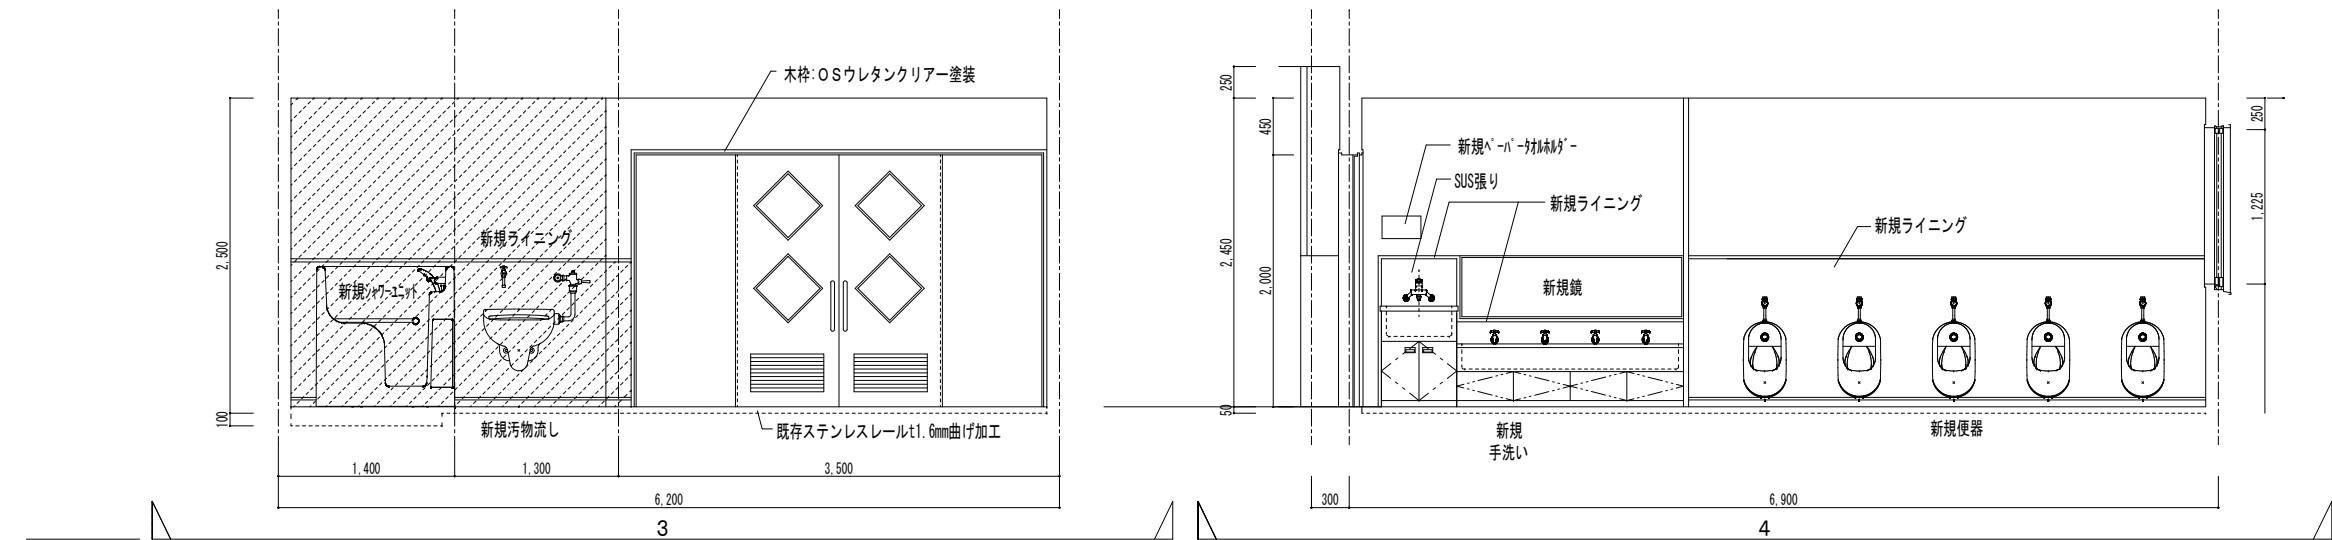 木枠:OSウレタンクリアー塗装
2,500
100
新規ライニング
新規シャワーユニット
新規汚物流し
既存ステンレスレールt1.6mm曲げ加工
1,400
1,300
3,500
6,200
3
250
450
2,450
2,000
50
新規ペーパータオルホルダー
SUS張り
新規ライニング
新規鏡
新規ライニング
250
1,225
新規
手洗い
新規便器
300
6,900
4